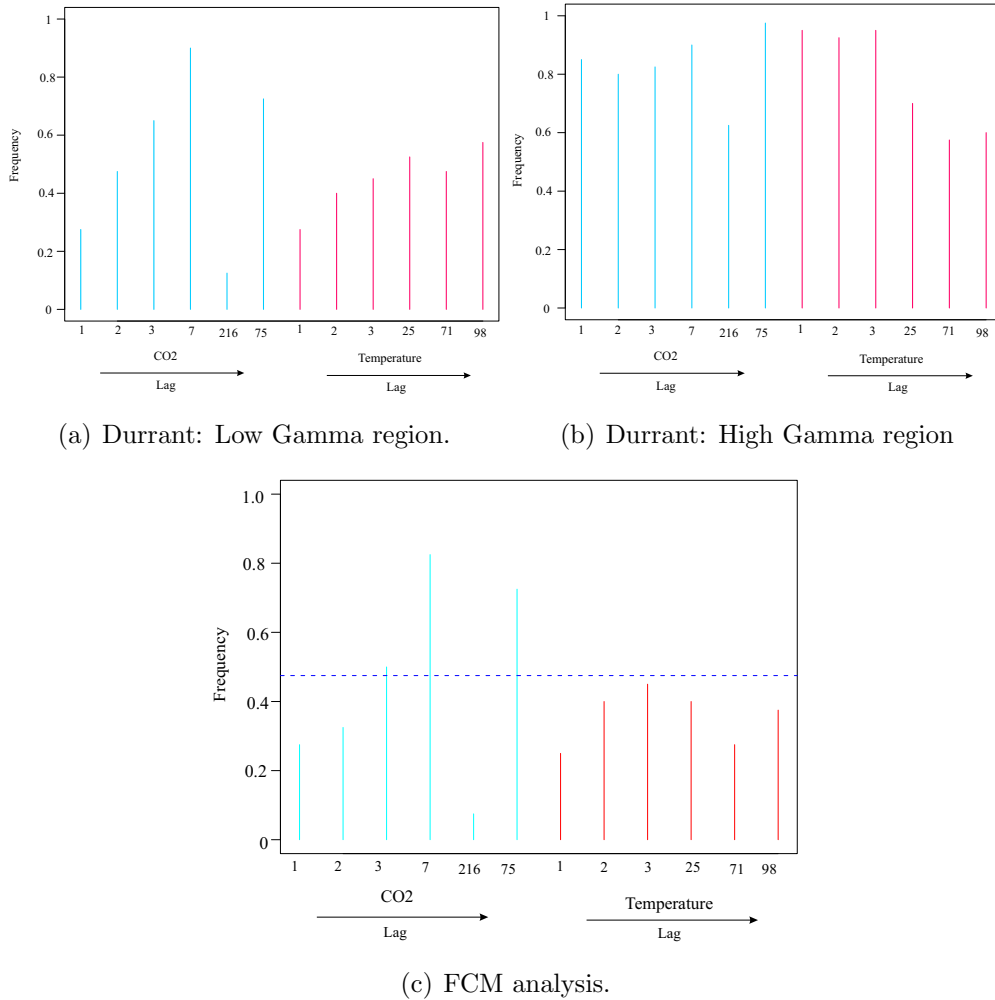 1
0.8
0.6
0.4
0.2
0
Frequency
1 2 3 7 216 75 1 2 3 25 71 98
CO2 Temperature
Lag Lag
(a) Durrant: Low Gamma region.
1
0.8
0.6
0.4
0.2
0
Frequency
1 2 3 7 216 75 1 2 3 25 71 98
CO2 Temperature
Lag Lag
(b) Durrant: High Gamma region
1.0
0.8
0.6
0.4
0.2
0
Frequency
1 2 3 7 216 75 1 2 3 25 71 98
CO2 Temperature
Lag Lag
(c) FCM analysis.